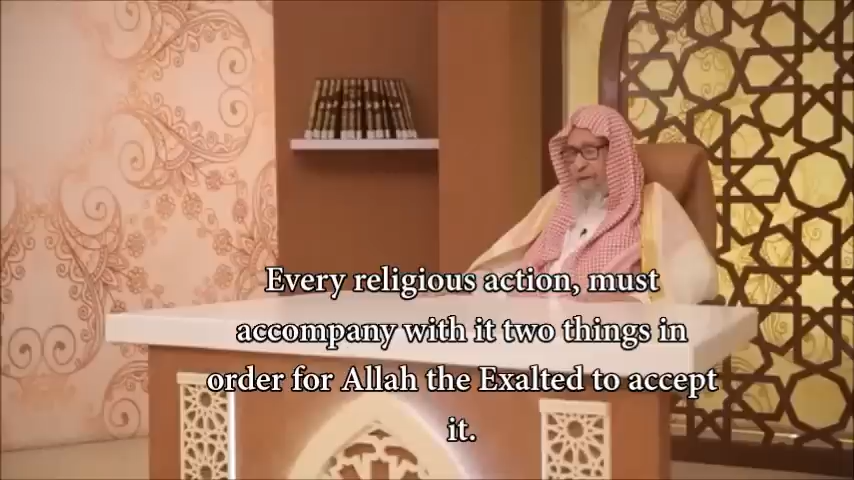 Every religious action, must
accompany with it two things in
order for Allah the Exalted to accept
it.